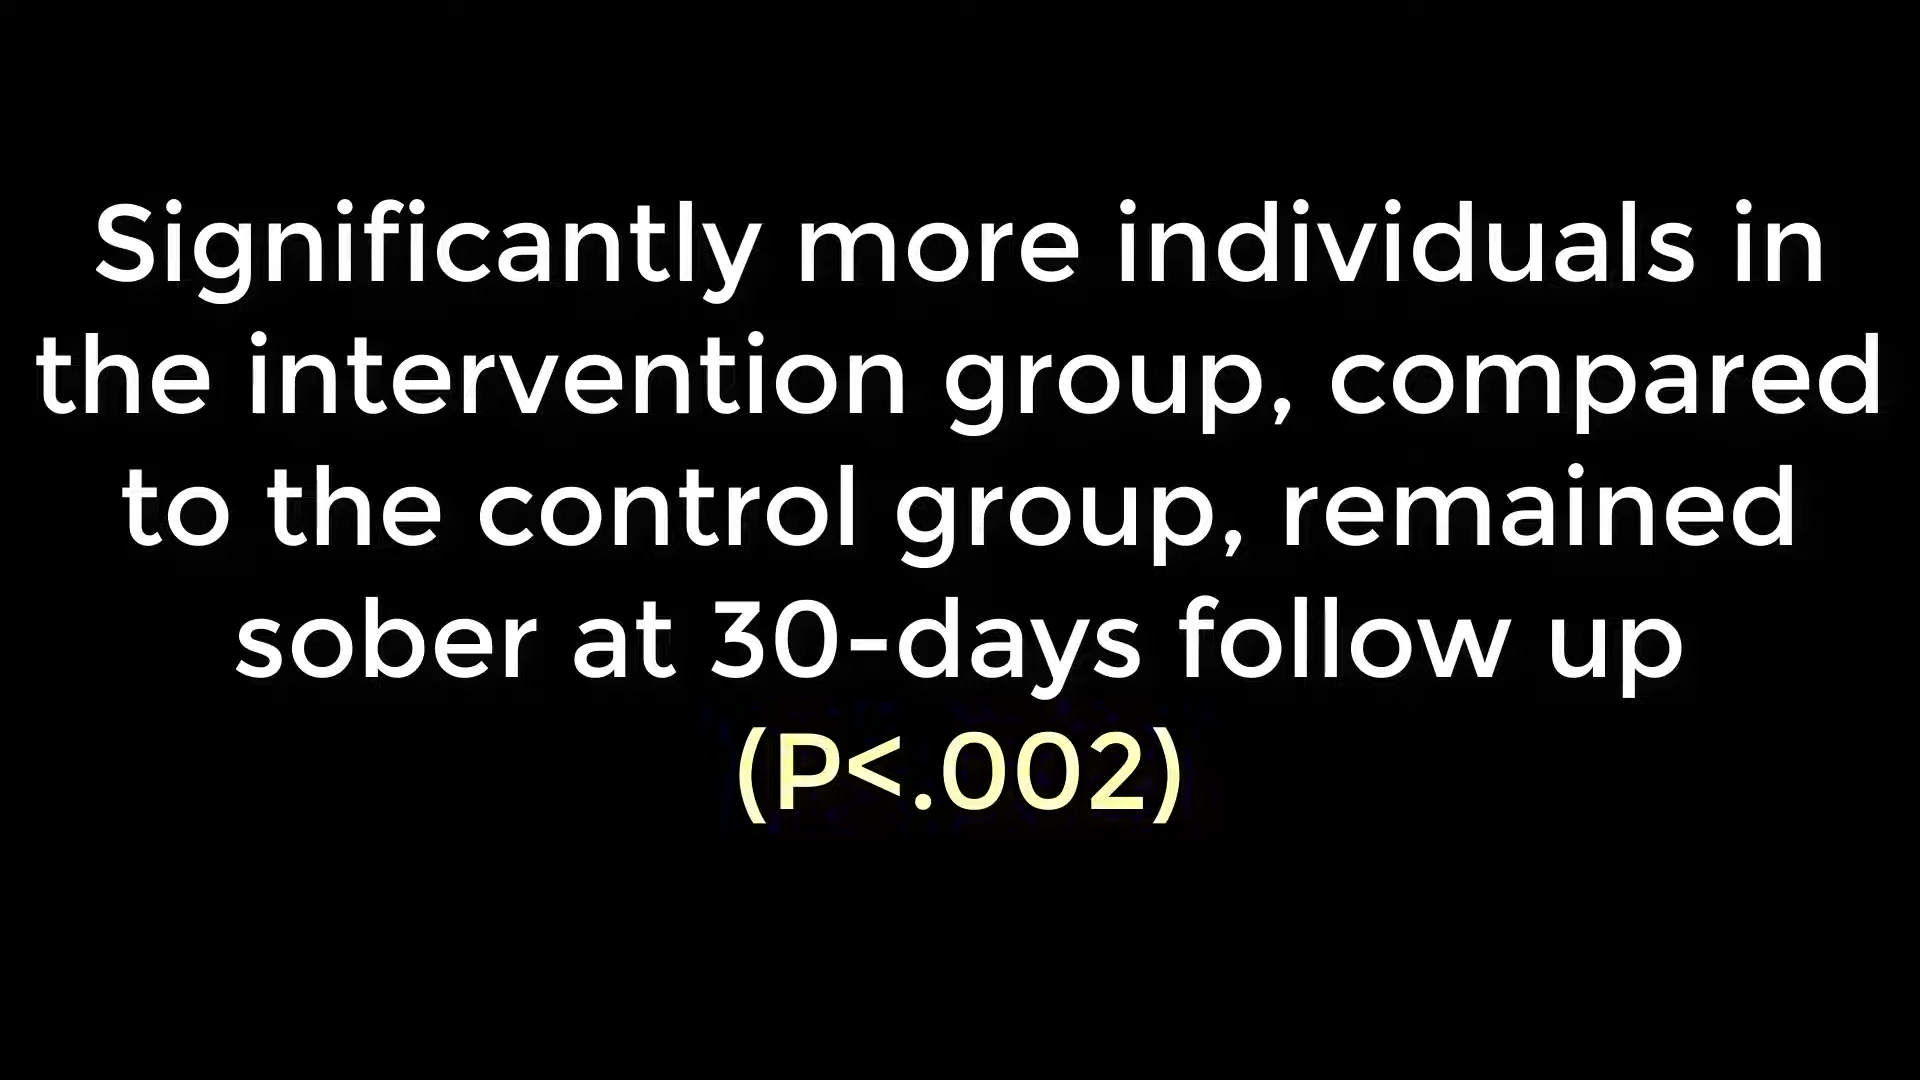 Significantly more individuals in
the intervention group, compared
to the control group, remained
sober at 30-days follow up
(P<.002)